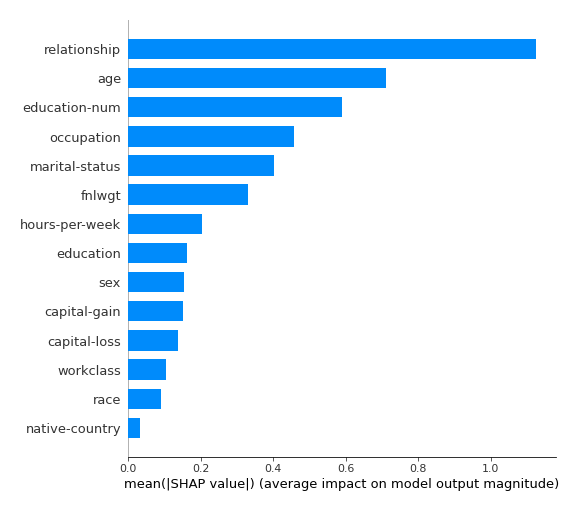 relationship
age
education-num
occupation
marital-status
fnlwgt
hours-per-week
education
sex
capital-gain
capital-loss
workclass
race
native-country
0.0 0.2 0.4 0.6 0.8 1.0
mean(|SHAP value|) (average impact on model output magnitude)